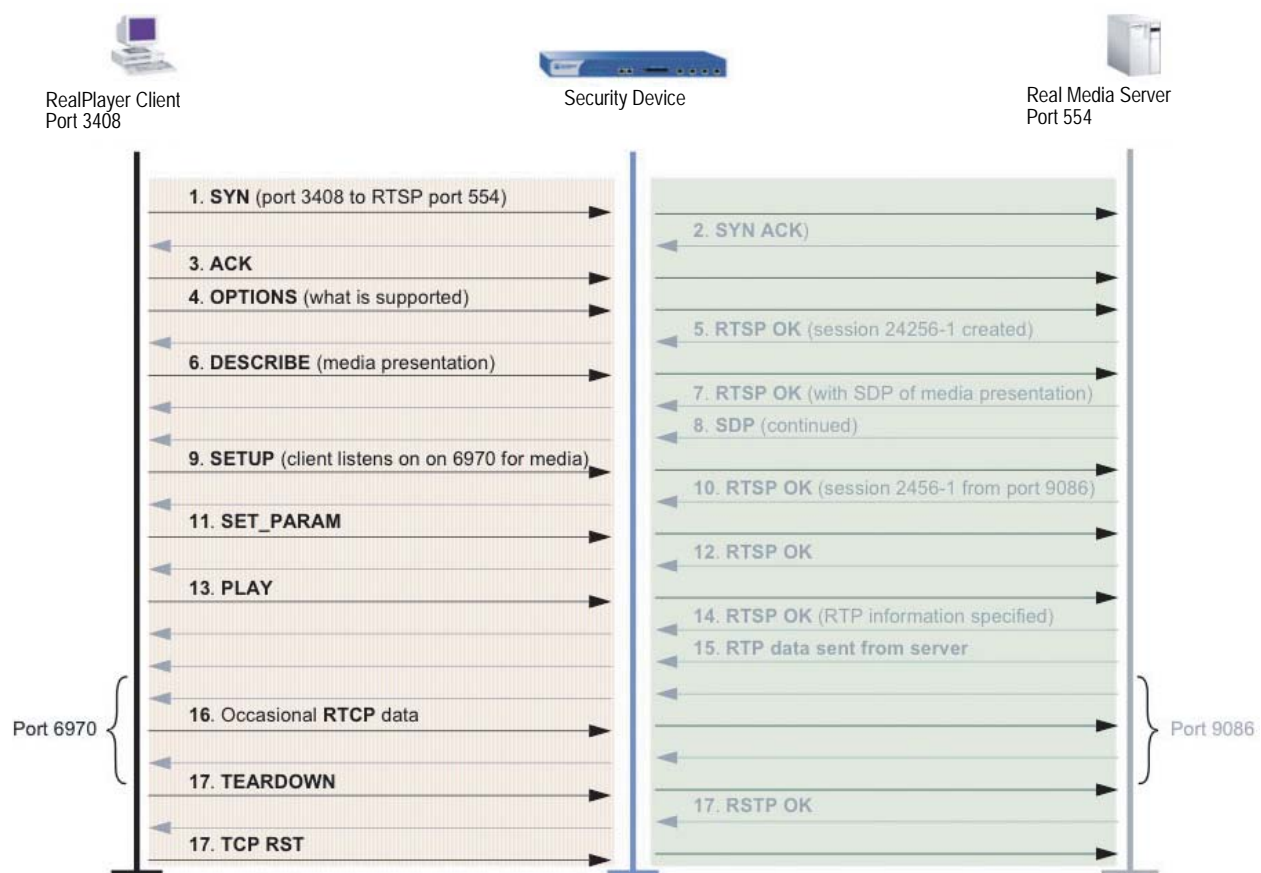 RealPlayer Client
Port 3408
Security Device
Real Media Server
Port 554
1. SYN (port 3408 to RTSP port 554)
2. SYN ACK)
3. ACK
4. OPTIONS (what is supported)
5. RTSP OK (session 24256-1 created)
6. DESCRIBE (media presentation)
7. RTSP OK (with SDP of media presentation)
8. SDP (continued)
9. SETUP (client listens on on 6970 for media)
10. RTSP OK (session 2456-1 from port 9086)
11. SET_PARAM
12. RTSP OK
13. PLAY
14. RTSP OK (RTP information specified)
15. RTP data sent from server
16. Occasional RTCP data
Port 6970
Port 9086
17. TEARDOWN
17. RSTP OK
17. TCP RST